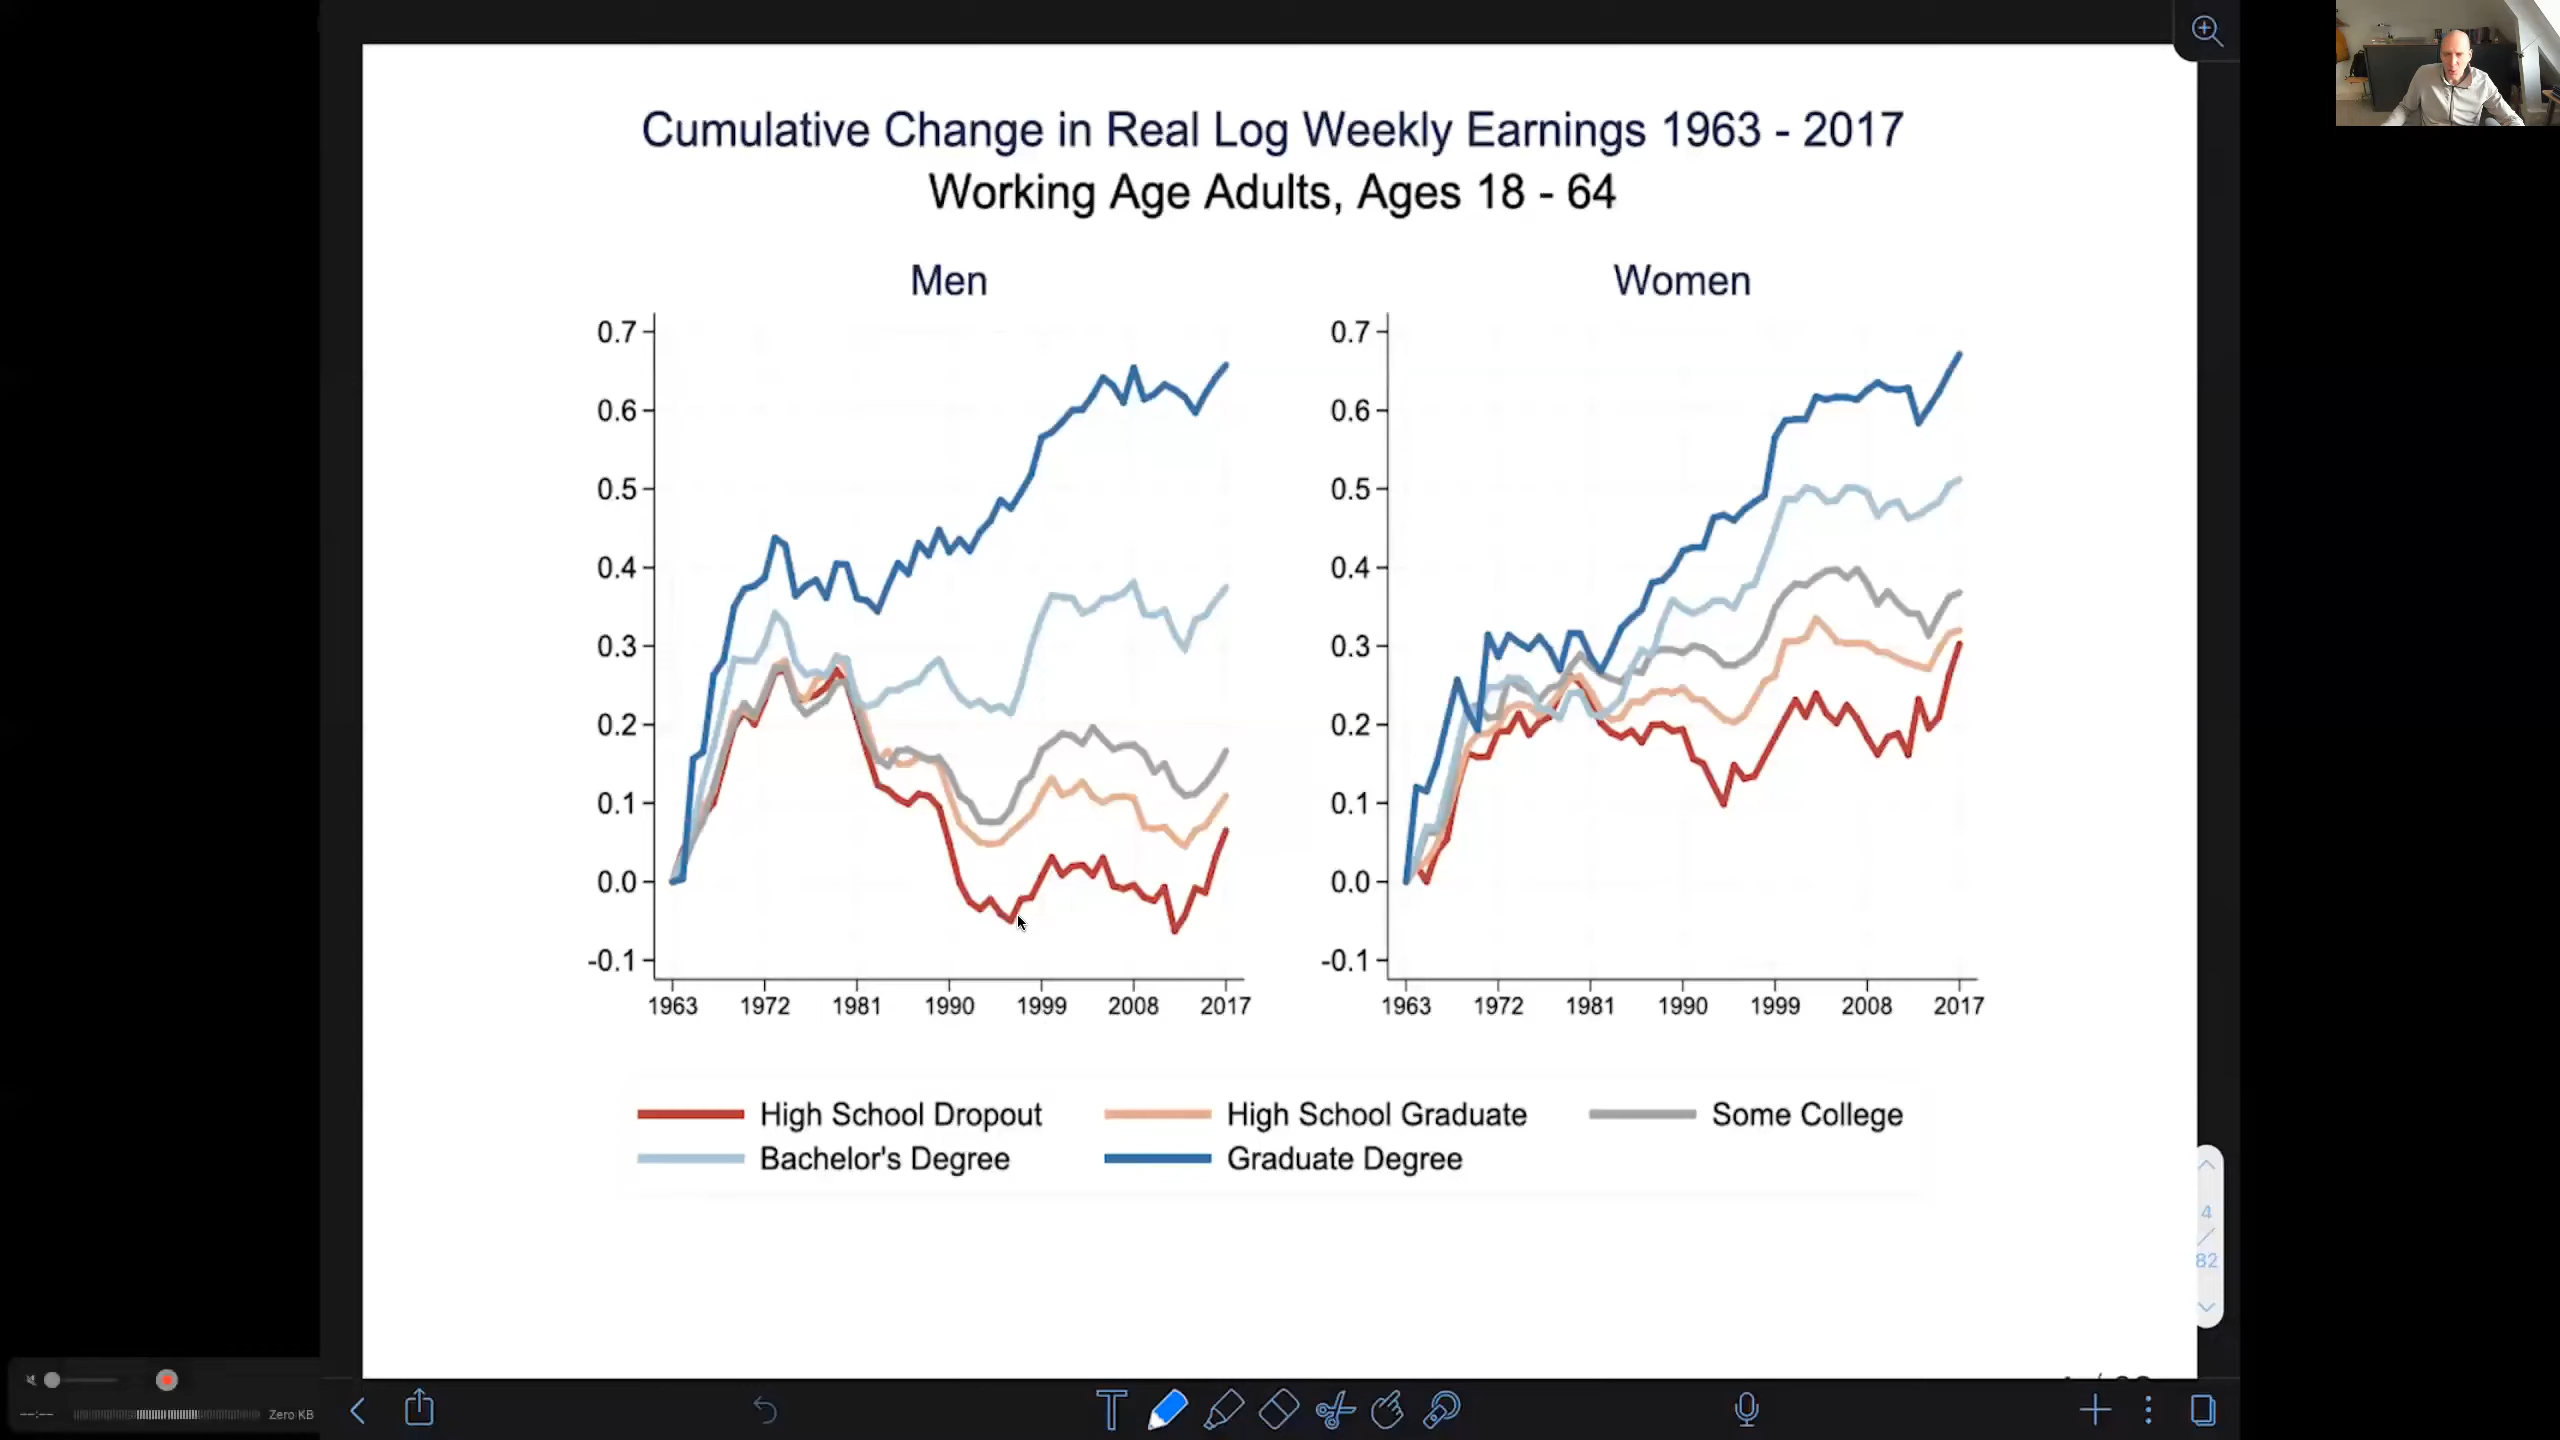 Cumulative Change in Real Log Weekly Earnings 1963 - 2017
Working Age Adults, Ages 18 - 64
Men
0.7
0.6
0.5
0.4
0.3
0.2
0.1
0.0
-0.1
1963 1972 1981 1990 1999 2008 2017
Women
0.7
0.6
0.5
0.4
0.3
0.2
0.1
0.0
-0.1
1963 1972 1981 1990 1999 2008 2017
High School Dropout High School Graduate Some College
Bachelor's Degree Graduate Degree
4
/
82
--:-- Zero KB